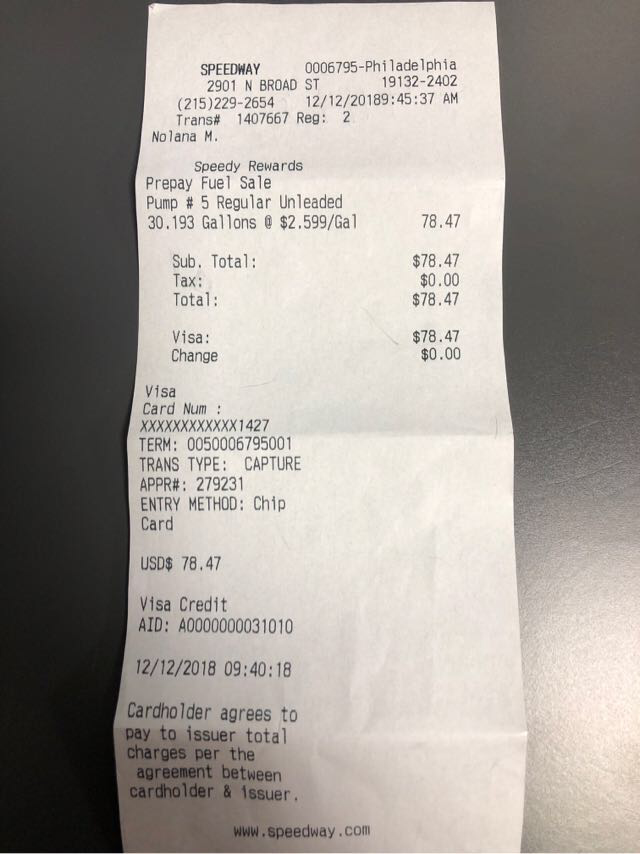 SPEEDWAY 0006795-Philadelphia
2901 N BROAD ST 19132-2402
(215)229-2654 12/12/20189:45:37 AM
Trans# 1407667 Reg: 2
Nolana M.
Speedy Rewards
Prepay Fuel Sale
Pump # 5 Regular Unleaded
30.193 Gallons @ $2.599/Gal 78.47
Sub. Total: $78.47
Tax: $0.00
Total: $78.47
Visa: $78.47
Change $0.00
Visa
Card Num :
XXXXXXXXXXXX1427
TERM: 0050006795001
TRANS TYPE: CAPTURE
APPR#: 279231
ENTRY METHOD: Chip
Card
USD$ 78.47
Visa Credit
AID: A0000000031010
12/12/2018 09:40:18
Cardholder agrees to
pay to issuer total
charges per the
agreement between
cardholder & issuer.
www.speedway.com